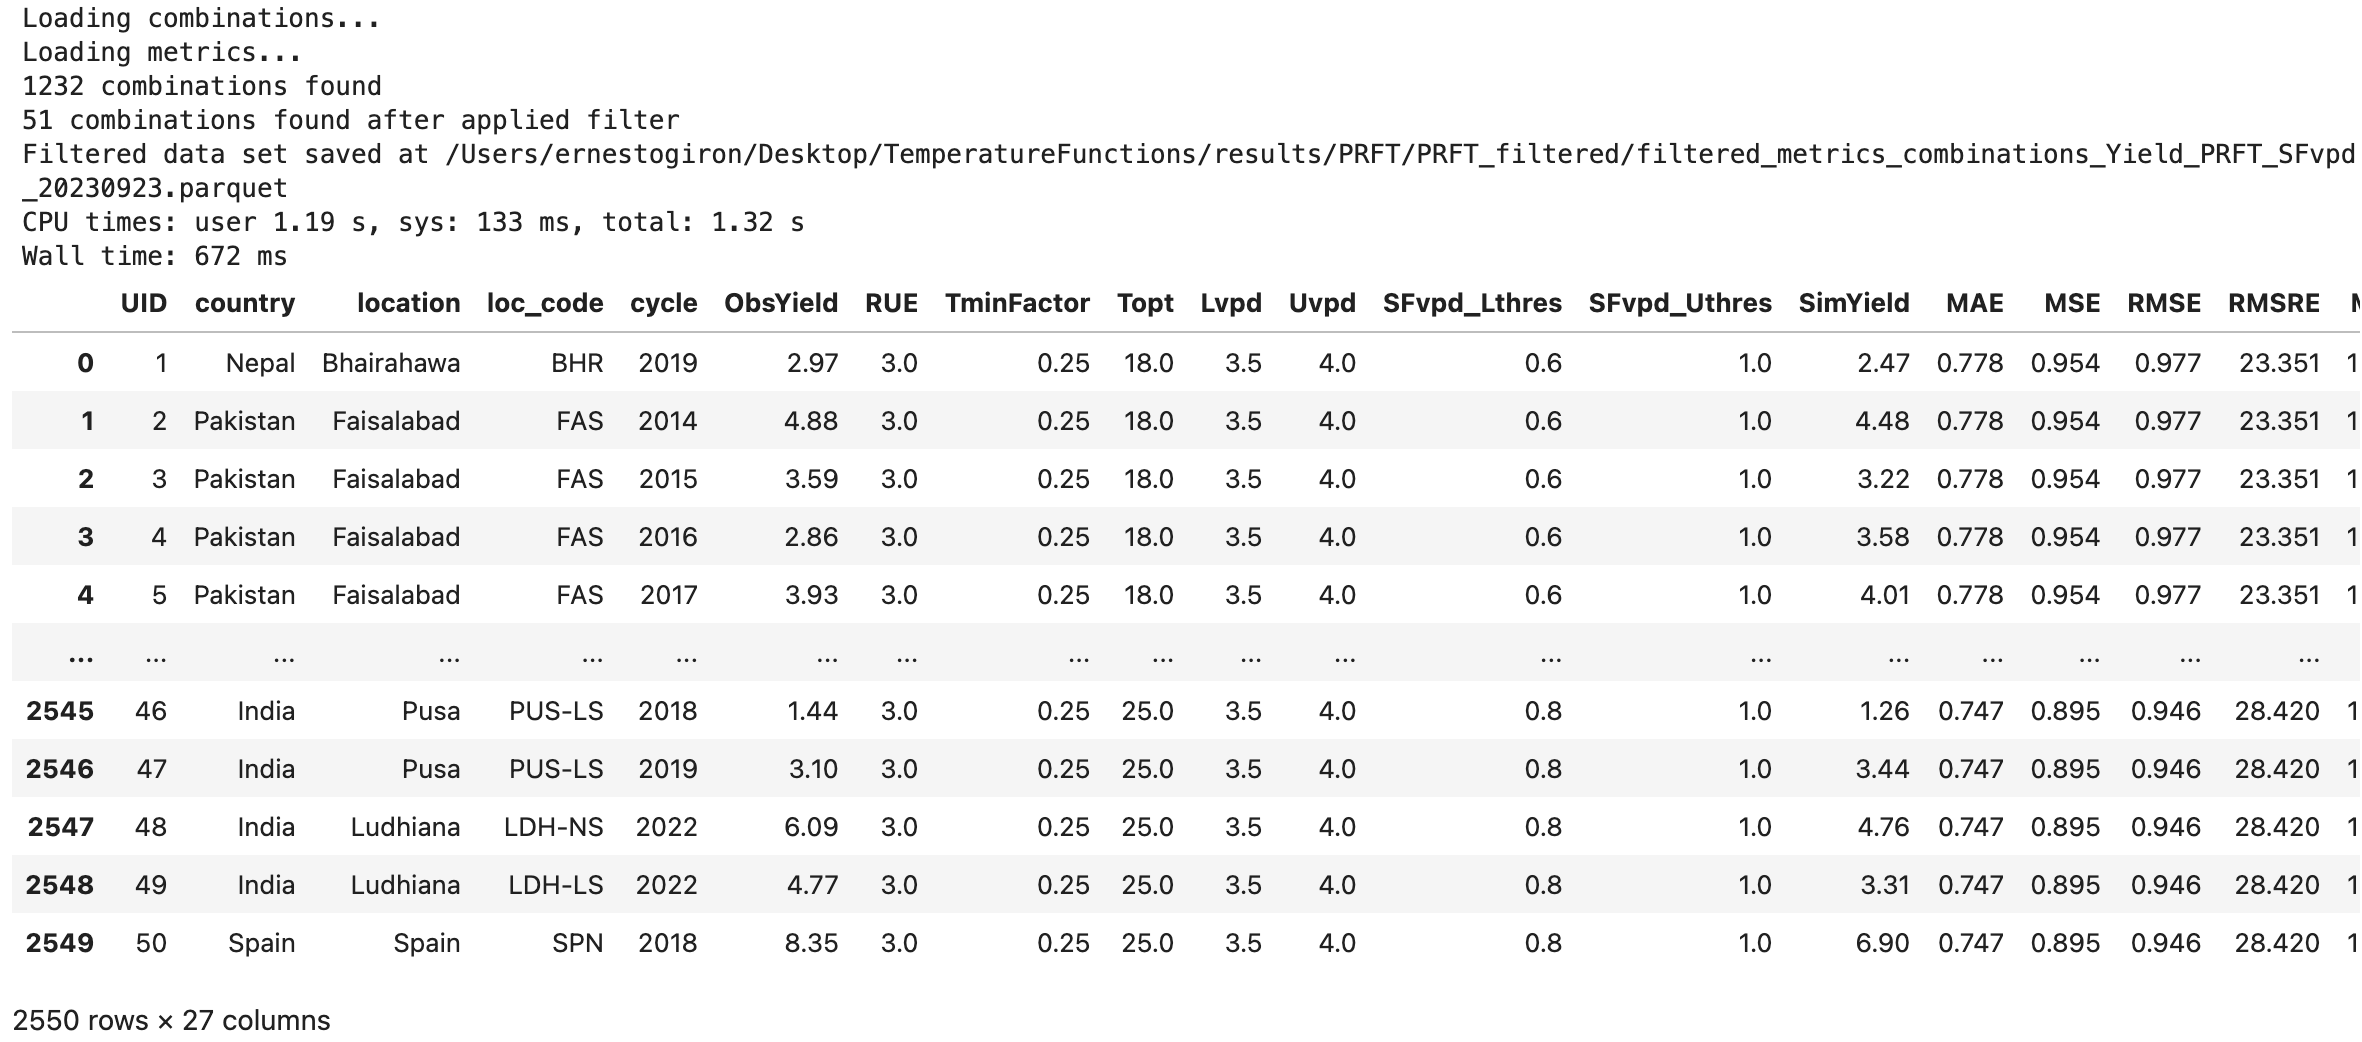 Loading combinations...
Loading metrics...
1232 combinations found
51 combinations found after applied filter
Filtered data set saved at /Users/ernestogiron/Desktop/TemperatureFunctions/results/PRFT/PRFT_filtered/filtered_metrics_combinations_Yield_PRFT_SFvpd
_20230923.parquet
CPU times: user 1.19 s, sys: 133 ms, total: 1.32 s
Wall time: 672 ms
UID country location loc_code cycle ObsYield RUE TminFactor Topt Lvpd Uvpd SFvpd_Lthres SFvpd_Uthres SimYield MAE MSE RMSE RMSRE
0 1 Nepal Bhairahawa BHR 2019 2.97 3.0 0.25 18.0 3.5 4.0 0.6 1.0 2.47 0.778 0.954 0.977 23.351 1
1 2 Pakistan Faisalabad FAS 2014 4.88 3.0 0.25 18.0 3.5 4.0 0.6 1.0 4.48 0.778 0.954 0.977 23.351 1
2 3 Pakistan Faisalabad FAS 2015 3.59 3.0 0.25 18.0 3.5 4.0 0.6 1.0 3.22 0.778 0.954 0.977 23.351 1
3 4 Pakistan Faisalabad FAS 2016 2.86 3.0 0.25 18.0 3.5 4.0 0.6 1.0 3.58 0.778 0.954 0.977 23.351 1
4 5 Pakistan Faisalabad FAS 2017 3.93 3.0 0.25 18.0 3.5 4.0 0.6 1.0 4.01 0.778 0.954 0.977 23.351 1
... ... ... ... ... ... ... ... ... ... ... ... ... ... ... ... ... ... ...
2545 46 India Pusa PUS-LS 2018 1.44 3.0 0.25 25.0 3.5 4.0 0.8 1.0 1.26 0.747 0.895 0.946 28.420 1
2546 47 India Pusa PUS-LS 2019 3.10 3.0 0.25 25.0 3.5 4.0 0.8 1.0 3.44 0.747 0.895 0.946 28.420 1
2547 48 India Ludhiana LDH-NS 2022 6.09 3.0 0.25 25.0 3.5 4.0 0.8 1.0 4.76 0.747 0.895 0.946 28.420 1
2548 49 India Ludhiana LDH-LS 2022 4.77 3.0 0.25 25.0 3.5 4.0 0.8 1.0 3.31 0.747 0.895 0.946 28.420 1
2549 50 Spain Spain SPN 2018 8.35 3.0 0.25 25.0 3.5 4.0 0.8 1.0 6.90 0.747 0.895 0.946 28.420 1
2550 rows × 27 columns